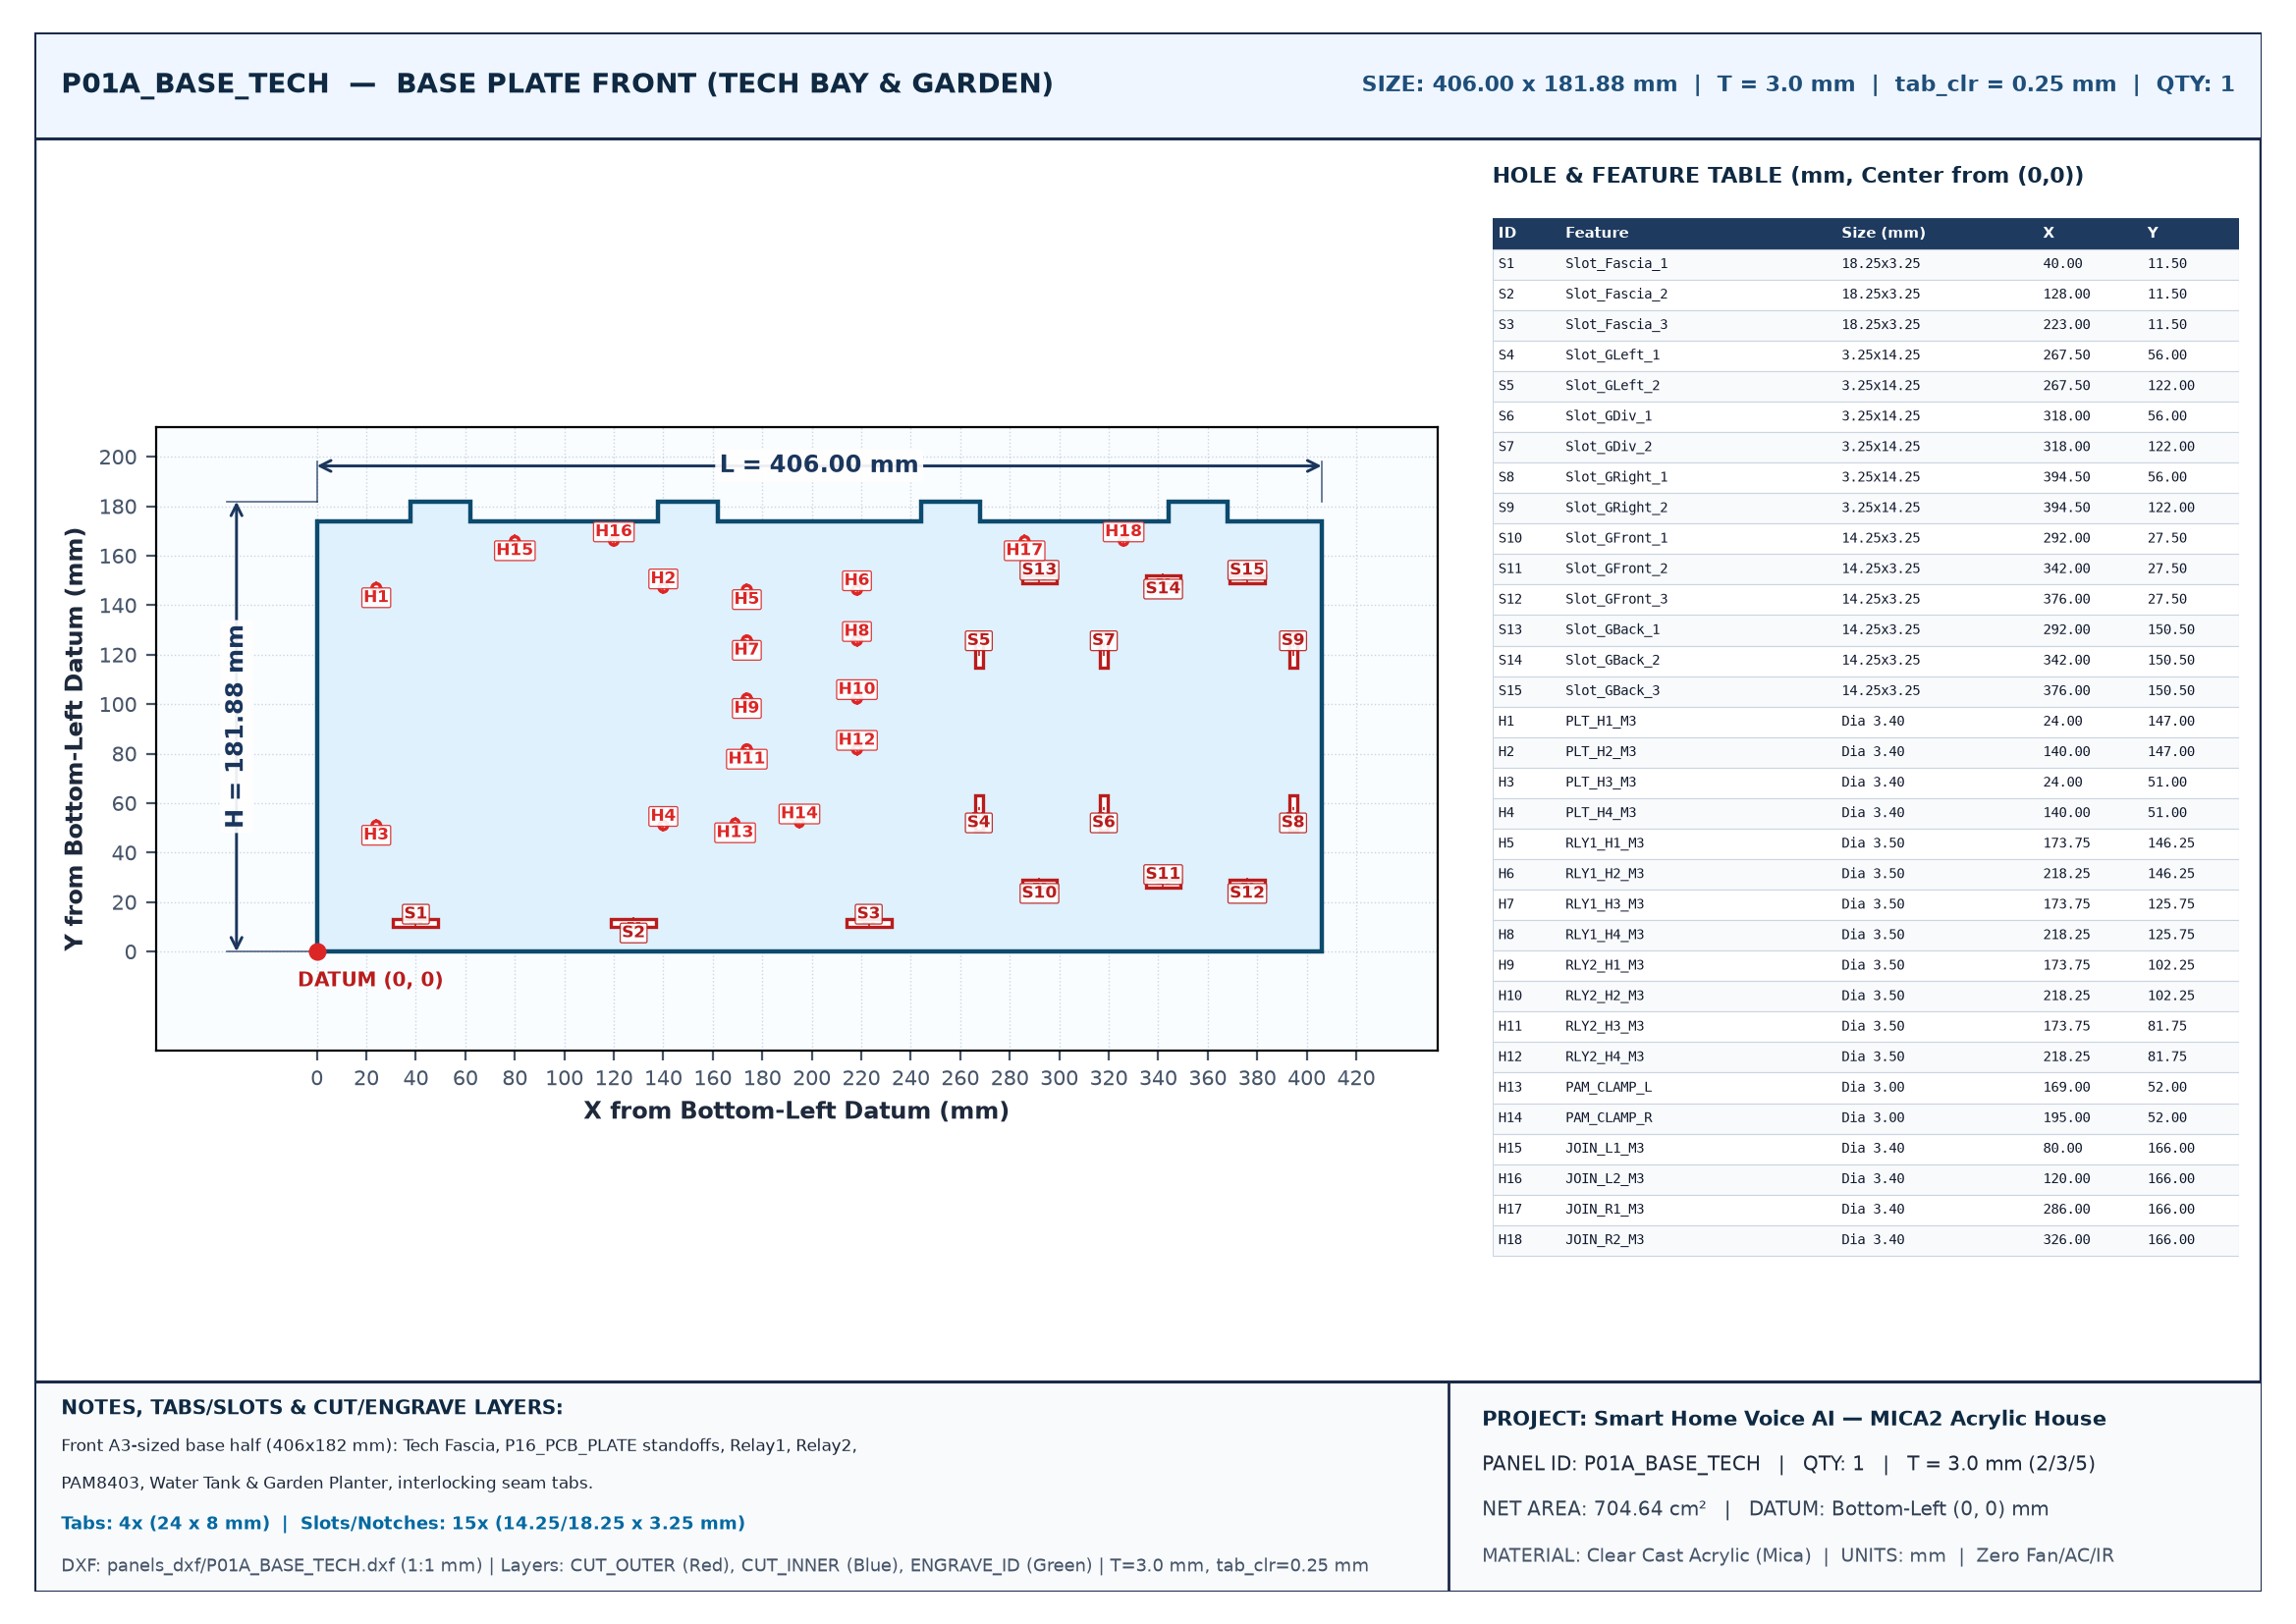 P01A_BASE_TECH — BASE PLATE FRONT (TECH BAY & GARDEN)
SIZE: 406.00 x 181.88 mm | T = 3.0 mm | tab_clr = 0.25 mm | QTY: 1
L = 406.00 mm
H = 181.88 mm
Y from Bottom-Left Datum (mm)
200
180
160
140
120
100
80
60
40
20
0
H16
H18
H15
H17
S13
S15
H2
H6
S14
H1
H5
H8
S5
S7
S9
H7
H10
H9
H12
H11
H4
H14
S4
S6
S8
H3
H13
S11
S10
S12
S1
S3
S2
DATUM (0, 0)
0 20 40 60 80 100 120 140 160 180 200 220 240 260 280 300 320 340 360 380 400 420
X from Bottom-Left Datum (mm)
HOLE & FEATURE TABLE (mm, Center from (0,0))
ID Feature Size (mm) X Y
S1 Slot_Fascia_1 18.25x3.25 40.00 11.50
S2 Slot_Fascia_2 18.25x3.25 128.00 11.50
S3 Slot_Fascia_3 18.25x3.25 223.00 11.50
S4 Slot_GLeft_1 3.25x14.25 267.50 56.00
S5 Slot_GLeft_2 3.25x14.25 267.50 122.00
S6 Slot_GDiv_1 3.25x14.25 318.00 56.00
S7 Slot_GDiv_2 3.25x14.25 318.00 122.00
S8 Slot_GRight_1 3.25x14.25 394.50 56.00
S9 Slot_GRight_2 3.25x14.25 394.50 122.00
S10 Slot_GFront_1 14.25x3.25 292.00 27.50
S11 Slot_GFront_2 14.25x3.25 342.00 27.50
S12 Slot_GFront_3 14.25x3.25 376.00 27.50
S13 Slot_GBack_1 14.25x3.25 292.00 150.50
S14 Slot_GBack_2 14.25x3.25 342.00 150.50
S15 Slot_GBack_3 14.25x3.25 376.00 150.50
H1 PLT_H1_M3 Dia 3.40 24.00 147.00
H2 PLT_H2_M3 Dia 3.40 140.00 147.00
H3 PLT_H3_M3 Dia 3.40 24.00 51.00
H4 PLT_H4_M3 Dia 3.40 140.00 51.00
H5 RLY1_H1_M3 Dia 3.50 173.75 146.25
H6 RLY1_H2_M3 Dia 3.50 218.25 146.25
H7 RLY1_H3_M3 Dia 3.50 173.75 125.75
H8 RLY1_H4_M3 Dia 3.50 218.25 125.75
H9 RLY2_H1_M3 Dia 3.50 173.75 102.25
H10 RLY2_H2_M3 Dia 3.50 218.25 102.25
H11 RLY2_H3_M3 Dia 3.50 173.75 81.75
H12 RLY2_H4_M3 Dia 3.50 218.25 81.75
H13 PAM_CLAMP_L Dia 3.00 169.00 52.00
H14 PAM_CLAMP_R Dia 3.00 195.00 52.00
H15 JOIN_L1_M3 Dia 3.40 80.00 166.00
H16 JOIN_L2_M3 Dia 3.40 120.00 166.00
H17 JOIN_R1_M3 Dia 3.40 286.00 166.00
H18 JOIN_R2_M3 Dia 3.40 326.00 166.00
NOTES, TABS/SLOTS & CUT/ENGRAVE LAYERS:
Front A3-sized base half (406x182 mm): Tech Fascia, P16_PCB_PLATE standoffs, Relay1, Relay2,
PAM8403, Water Tank & Garden Planter, interlocking seam tabs.
Tabs: 4x (24 x 8 mm) | Slots/Notches: 15x (14.25/18.25 x 3.25 mm)
DXF: panels_dxf/P01A_BASE_TECH.dxf (1:1 mm) | Layers: CUT_OUTER (Red), CUT_INNER (Blue), ENGRAVE_ID (Green) | T=3.0 mm, tab_clr=0.25 mm
PROJECT: Smart Home Voice AI — MICA2 Acrylic House
PANEL ID: P01A_BASE_TECH | QTY: 1 | T = 3.0 mm (2/3/5)
NET AREA: 704.64 cm² | DATUM: Bottom-Left (0, 0) mm
MATERIAL: Clear Cast Acrylic (Mica) | UNITS: mm | Zero Fan/AC/IR